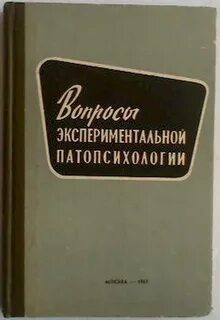 Вопросы
ЭКСПЕРИМЕНТАЛЬНОЙ
ПАТОПСИХОЛОГИИ
МОСКВА —